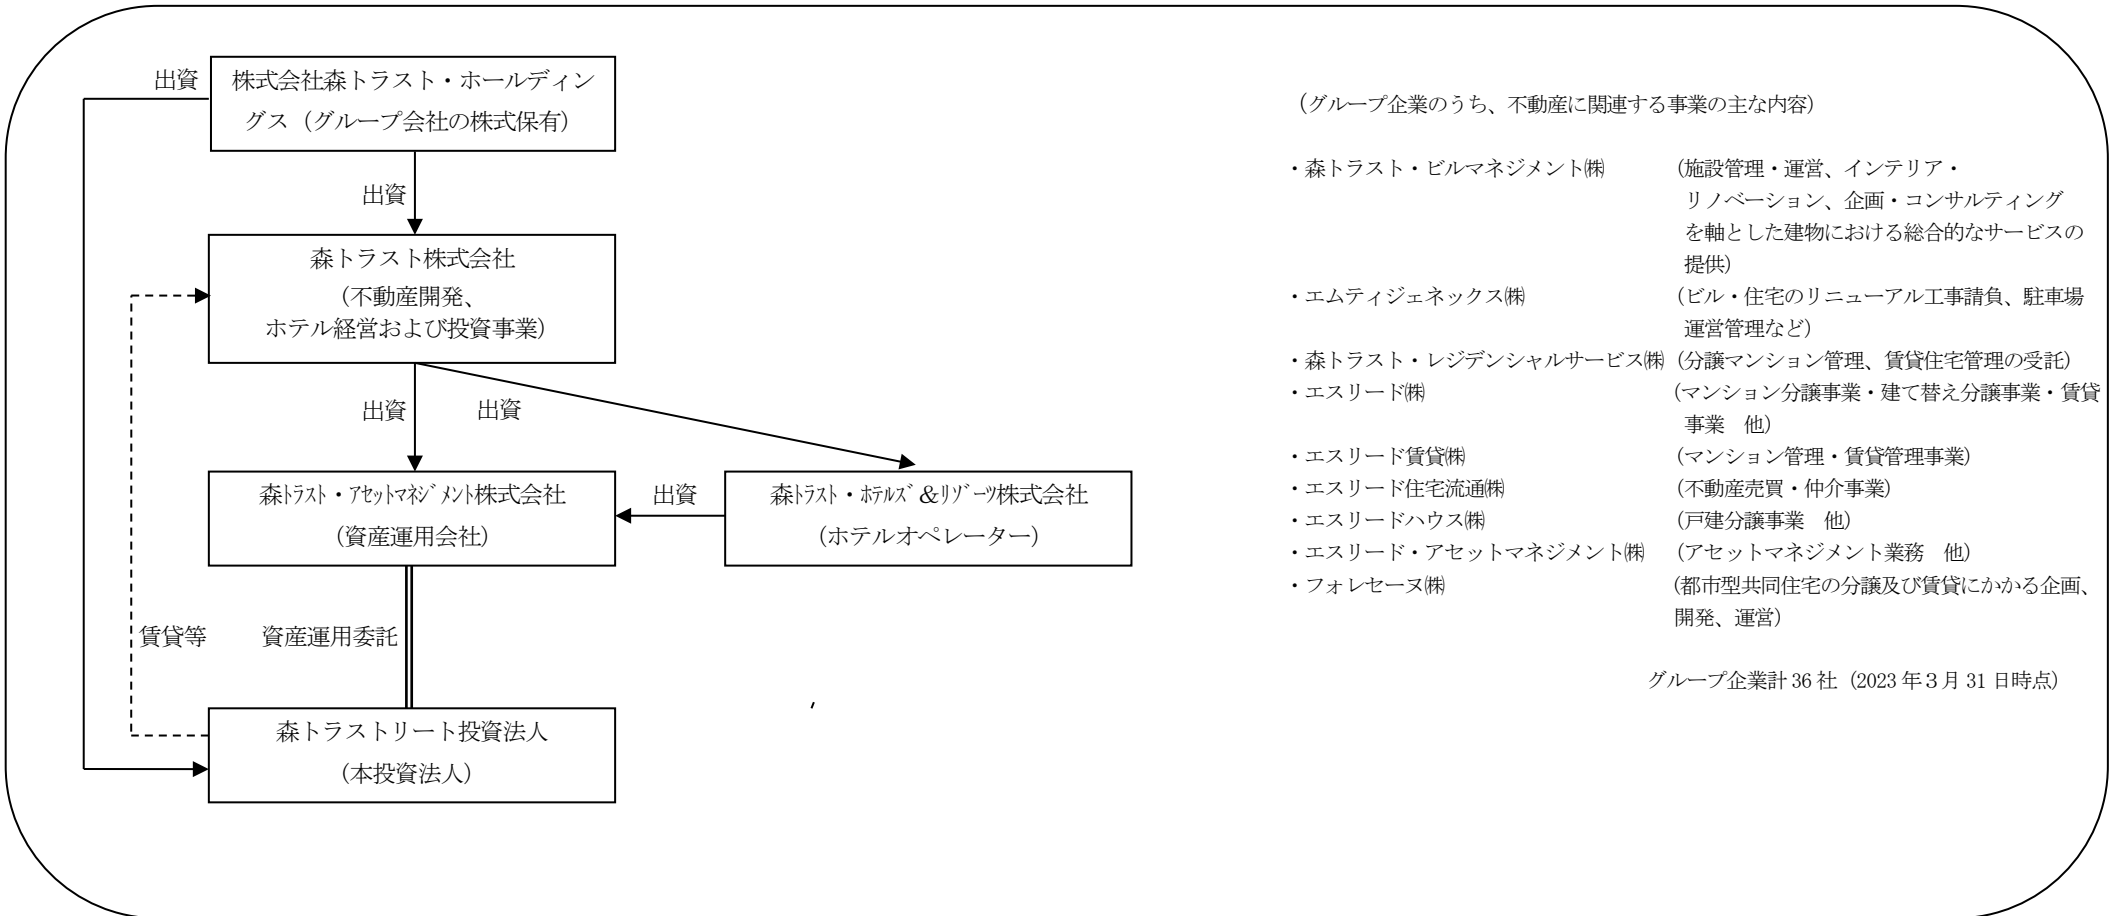 出資
株式会社森トラスト・ホールディン
グス（グループ会社の株式保有）
出資
森トラスト株式会社
（不動産開発、
ホテル経営および投資事業）
出資
出資
森ﾄﾗｽﾄ・ｱｾｯﾄﾏﾈｼﾞﾒﾝﾄ株式会社
（資産運用会社）
出資
森ﾄﾗｽﾄ・ﾎﾃﾙｽﾞ&ﾘｿﾞｰﾂ株式会社
（ホテルオペレーター）
賃貸等
資産運用委託
森トラストリート投資法人
（本投資法人）
（グループ企業のうち、不動産に関連する事業の主な内容）
・森トラスト・ビルマネジメント㈱ （施設管理・運営、インテリア・
リノベーション、企画・コンサルティング
を軸とした建物における総合的なサービスの
提供）
・エムティジェネックス㈱ （ビル・住宅のリニューアル工事請負、駐車場
運営管理など）
・森トラスト・レジデンシャルサービス㈱ （分譲マンション管理、賃貸住宅管理の受託）
・エスリード㈱ （マンション分譲事業・建て替え分譲事業・賃貸
事業　他）
・エスリード賃貸㈱ （マンション管理・賃貸管理事業）
・エスリード住宅流通㈱ （不動産売買・仲介事業）
・エスリードハウス㈱ （戸建分譲事業　他）
・エスリード・アセットマネジメント㈱ （アセットマネジメント業務　他）
・フォレセーヌ㈱ （都市型共同住宅の分譲及び賃貸にかかる企画、
開発、運営）
グループ企業計 36 社（2023 年３月 31 日時点）